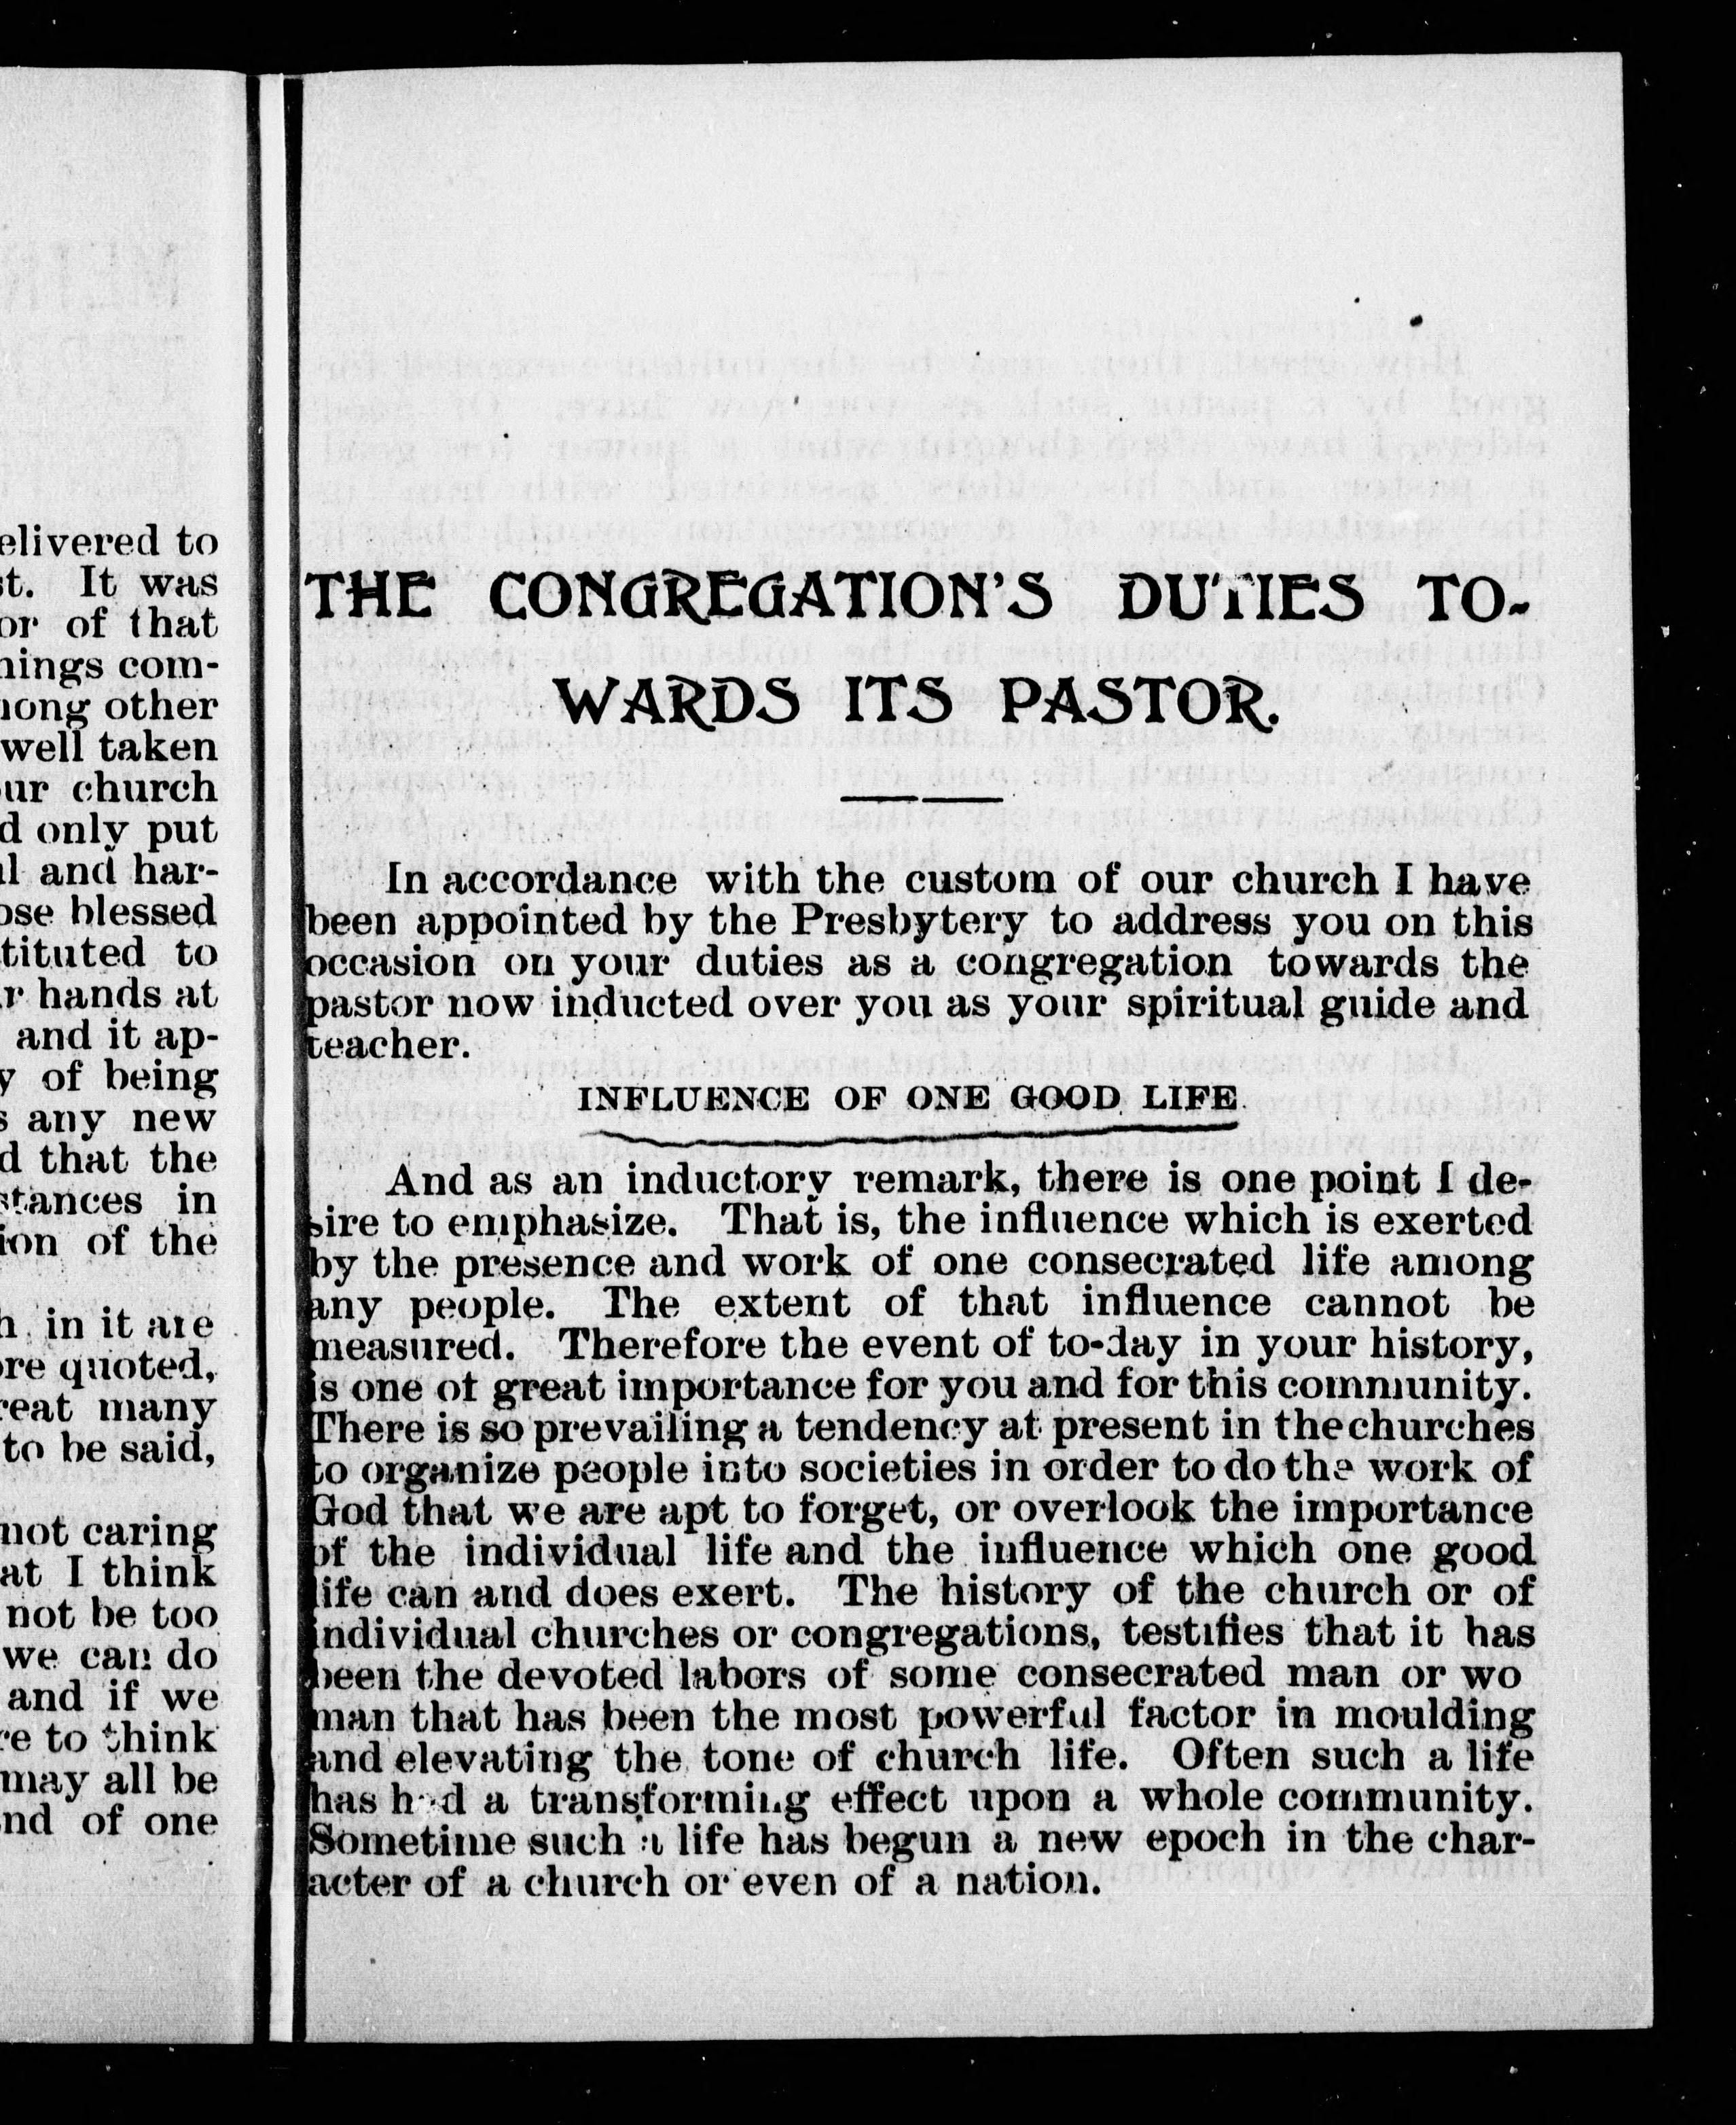 elivered to
st. It was
or of that
nings com-
nong other
well taken
ur church
d only put
l and har-
ose blessed
tituted to
r hands at
and it ap-
y of being
s any new
d that the
stances in
ion of the
h in it are
ore quoted,
reat many
to be said,
not caring
at I think
not be too
we can do
and if we
re to think
may all be
nd of one
THE CONGREGATION'S DUTIES TO-
WARDS ITS PASTOR.
In accordance with the custom of our church I have
been appointed by the Presbytery to address you on this
occasion on your duties as a congregation towards the
pastor now inducted over you as your spiritual guide and
teacher.
INFLUENCE OF ONE GOOD LIFE
And as an inductory remark, there is one point I de-
sire to emphasize. That is, the influence which is exerted
by the presence and work of one consecrated life among
any people. The extent of that influence cannot be
measured. Therefore the event of to-day in your history,
is one of great importance for you and for this community.
There is so prevailing a tendency at present in the churches
to organize people into societies in order to do the work of
God that we are apt to forget, or overlook the importance
of the individual life and the influence which one good
life can and does exert. The history of the church or of
individual churches or congregations, testifies that it has
been the devoted labors of some consecrated man or wo
man that has been the most powerful factor in moulding
and elevating the tone of church life. Often such a life
has had a transforming effect upon a whole community.
Sometime such a life has begun a new epoch in the char-
acter of a church or even of a nation.